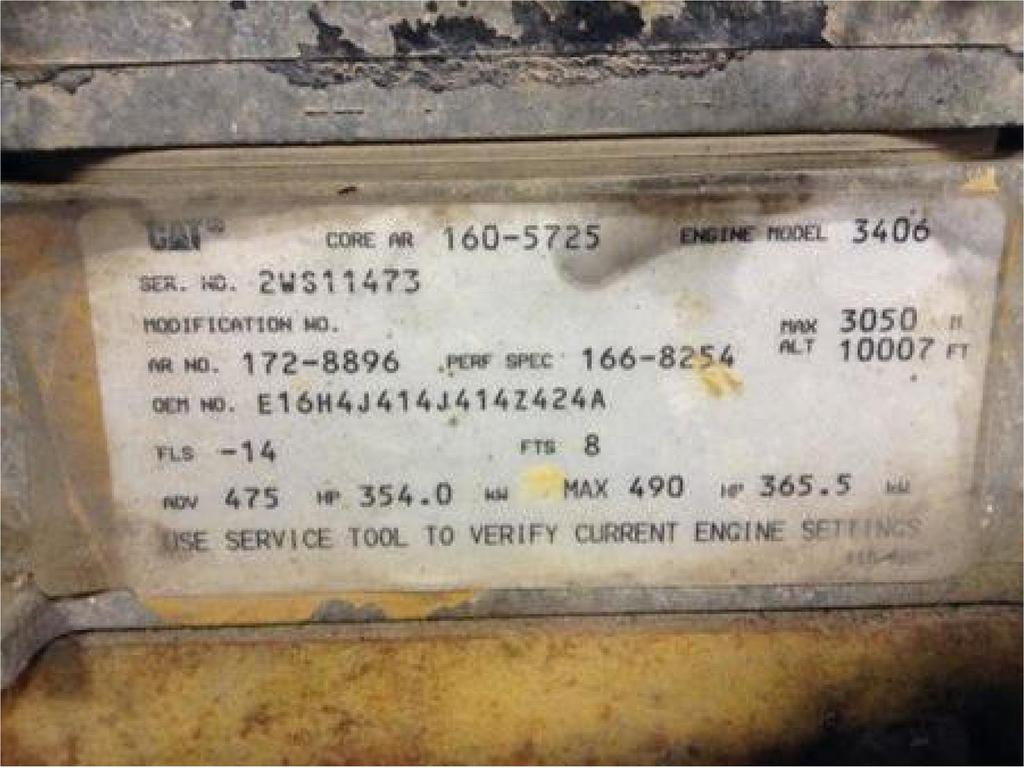 CAT® CORE AR 160-5725 ENGINE MODEL 3406
SER. NO. 2WS11473
MODIFICATION NO.
MAX ALT 3050 M 10007 FT
AR NO. 172-8896 PERF SPEC 166-8254
OEM NO. E16H4J414J414Z424A
FLS -14 FTS 8
ADV 475 HP 354.0 kW MAX 490 HP 365.5 kW
USE SERVICE TOOL TO VERIFY CURRENT ENGINE SETTINGS